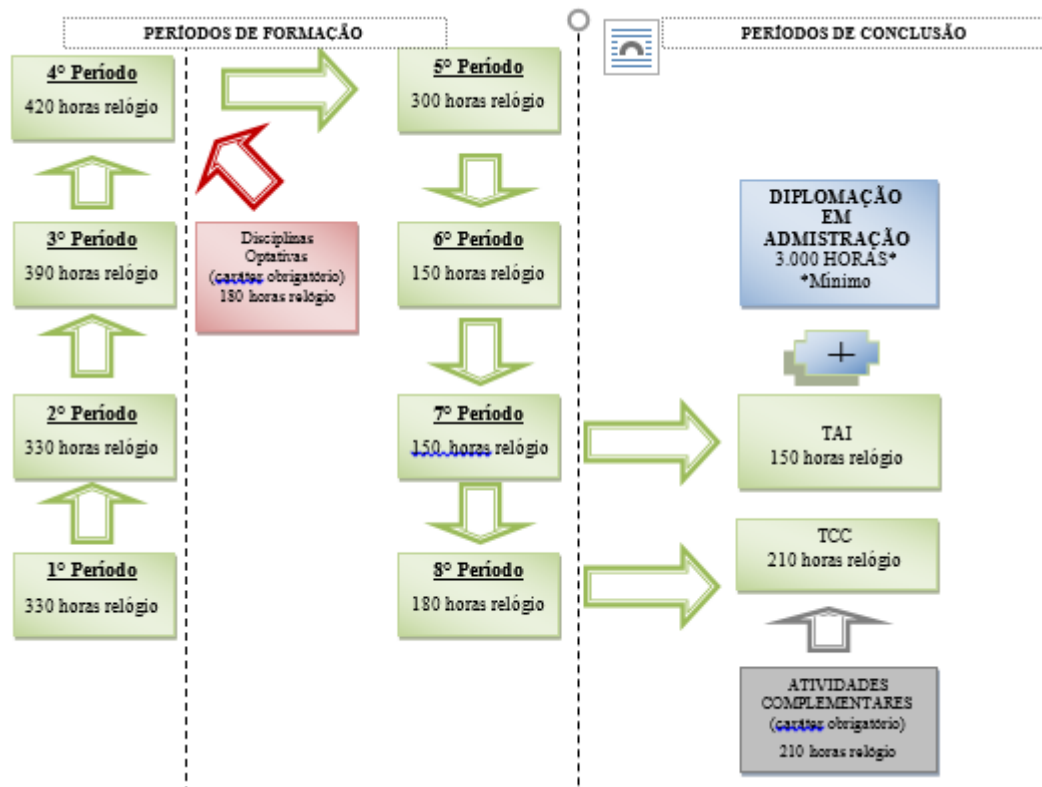 PERÍODOS DE FORMAÇÃO
4° Período
420 horas relógio
3° Período
390 horas relógio
2° Período
330 horas relógio
1° Período
330 horas relógio
Disciplinas
Optativas
(caráter obrigatório)
180 horas relógio
5° Período
300 horas relógio
6° Período
150 horas relógio
7° Período
150 horas relógio
8° Período
180 horas relógio
PERÍODOS DE CONCLUSÃO
DIPLOMAÇÃO
EM
ADMISTRAÇÃO
3.000 HORAS*
*Mínimo
+
TAI
150 horas relógio
TCC
210 horas relógio
ATIVIDADES
COMPLEMENTARES
(caráter obrigatório)
210 horas relógio